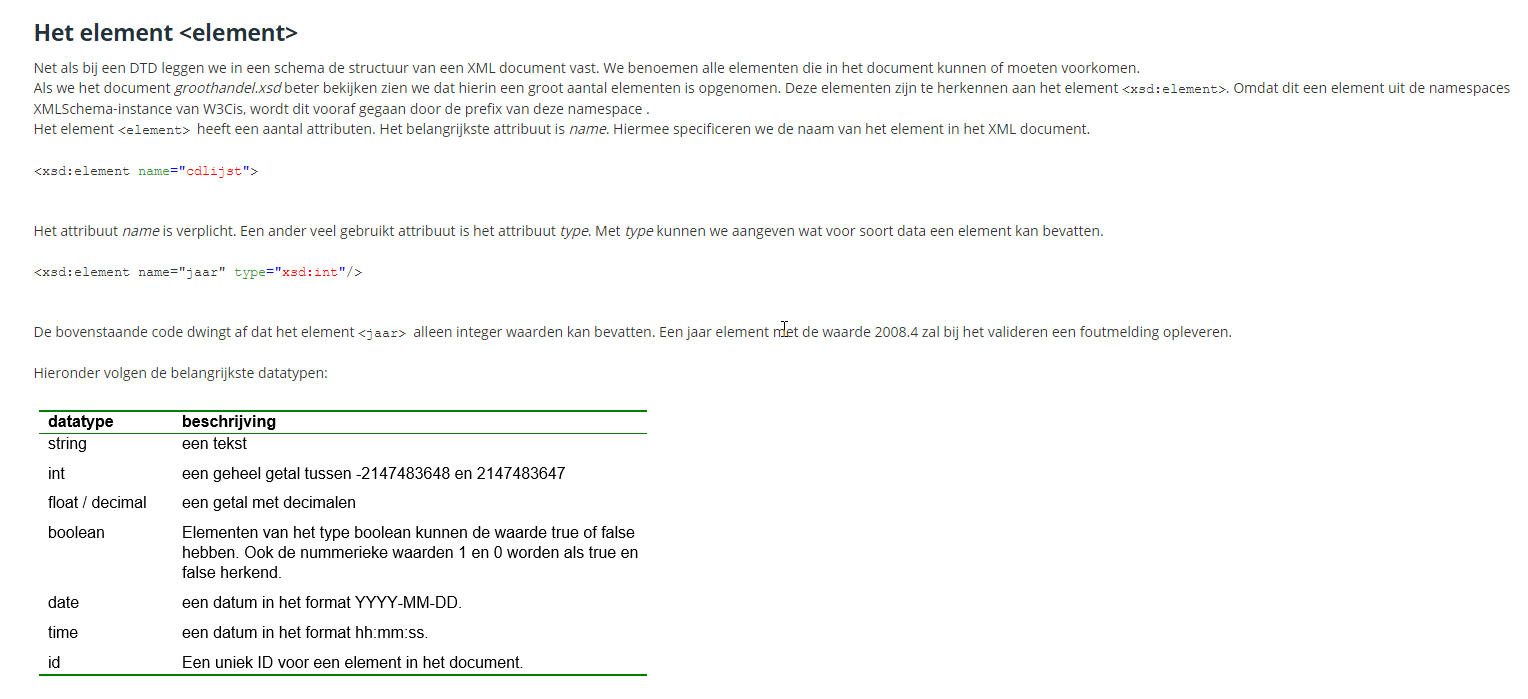 Het element <element>
Net als bij een DTD leggen we in een schema de structuur van een XML document vast. We benoemen alle elementen die in het document kunnen of moeten voorkomen.
Als we het document groothandel.xsd beter bekijken zien we dat hierin een groot aantal elementen is opgenomen. Deze elementen zijn te herkennen aan het element <xsd:element>. Omdat dit een element uit de namespaces
XMLSchema-instance van W3Cis, wordt dit vooraf gegaan door de prefix van deze namespace .
Het element <element> heeft een aantal attributen. Het belangrijkste attribuut is name. Hiermee specificeren we de naam van het element in het XML document.
<xsd:element name="cdlijst">
Het attribuut name is verplicht. Een ander veel gebruikt attribuut is het attribuut type. Met type kunnen we aangeven wat voor soort data een element kan bevatten.
<xsd:element name="jaar" type="xsd:int"/>
De bovenstaande code dwingt af dat het element <jaar> alleen integer waarden kan bevatten. Een jaar element met de waarde 2008.4 zal bij het valideren een foutmelding opleveren.
Hieronder volgen de belangrijkste datatypen:
datatype beschrijving
string een tekst
int een geheel getal tussen -2147483648 en 2147483647
float / decimal een getal met decimalen
boolean Elementen van het type boolean kunnen de waarde true of false
hebben. Ook de nummerieke waarden 1 en 0 worden als true en
false herkend.
date een datum in het format YYYY-MM-DD.
time een datum in het format hh:mm:ss.
id Een uniek ID voor een element in het document.